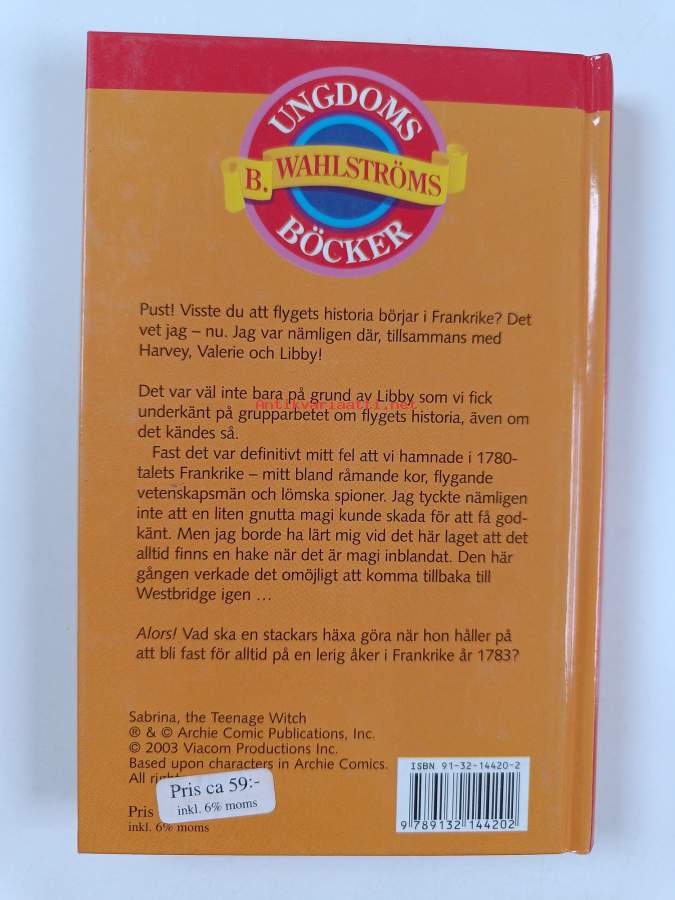 UNGDOMS
B. WAHLSTRÖMS
BÖCKER
Pust! Visste du att flygets historia börjar i Frankrike? Det
vet jag – nu. Jag var nämligen där, tillsammans med
Harvey, Valerie och Libby!
Det var väl inte bara på grund av Libby som vi fick
Antikvariaatti.net
underkänt på grupparbetet om flygets historia, även om
det kändes så.
Fast det var definitivt mitt fel att vi hamnade i 1780-
talets Frankrike – mitt bland råmande kor, flygande
vetenskapsmän och lömska spioner. Jag tyckte nämligen
inte att en liten gnutta magi kunde skada för att få god-
känt. Men jag borde ha lärt mig vid det här laget att det
alltid finns en hake när det är magi inblandat. Den här
gången verkade det omöjligt att komma tillbaka till
Westbridge igen …
Alors! Vad ska en stackars häxa göra när hon håller på
att bli fast för alltid på en lerig åker i Frankrike år 1783?
Sabrina, the Teenage Witch
® & © Archie Comic Publications, Inc.
© 2003 Viacom Productions Inc.
Based upon characters in Archie Comics.
All
Pris ca 59:-
inkl. 6% moms
Pris
inkl. 6% moms
ISBN 91-32-14420-2
9 789132 144202